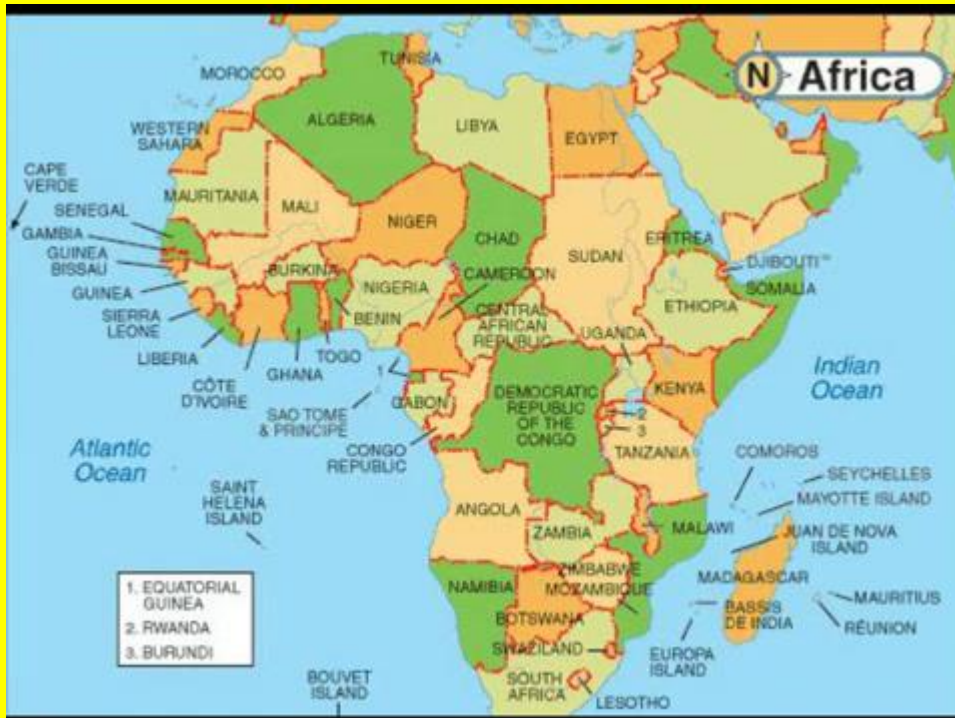 N Africa
TUNISIA
MOROCCO
ALGERIA
LIBYA
EGYPT
WESTERN
SAHARA
CAPE
VERDE
MAURITANIA
MALI
NIGER
SENEGAL
GAMBIA
GUINEA
BISSAU
GUINEA
SIERRA
LEONE
LIBERIA
CÔTE
D'IVOIRE
BURKINA
GHANA
TOGO
BENIN
NIGERIA
CHAD
SUDAN
ERITREA
DJIBOUTI
SOMALIA
ETHIOPIA
CAMEROON
CENTRAL
AFRICAN
REPUBLIC
UGANDA
KENYA
1
SAO TOME
& PRINCIPE
GABON
CONGO
REPUBLIC
DEMOCRATIC
REPUBLIC
OF THE
CONGO
2
3
TANZANIA
Indian
Ocean
Atlantic
Ocean
SAINT
HELENA
ISLAND
COMOROS
SEYCHELLES
MAYOTTE ISLAND
JUAN DE NOVA
ISLAND
ANGOLA
ZAMBIA
MALAWI
ZIMBABWE
MOZAMBIQUE
MADAGASCAR
MAURITIUS
RÉUNION
BASSIS
DE INDIA
EUROPA
ISLAND
NAMIBIA
BOTSWANA
SWAZILAND
SOUTH
AFRICA
LESOTHO
BOUVET
ISLAND
1. EQUATORIAL
GUINEA
2. RWANDA
3. BURUNDI